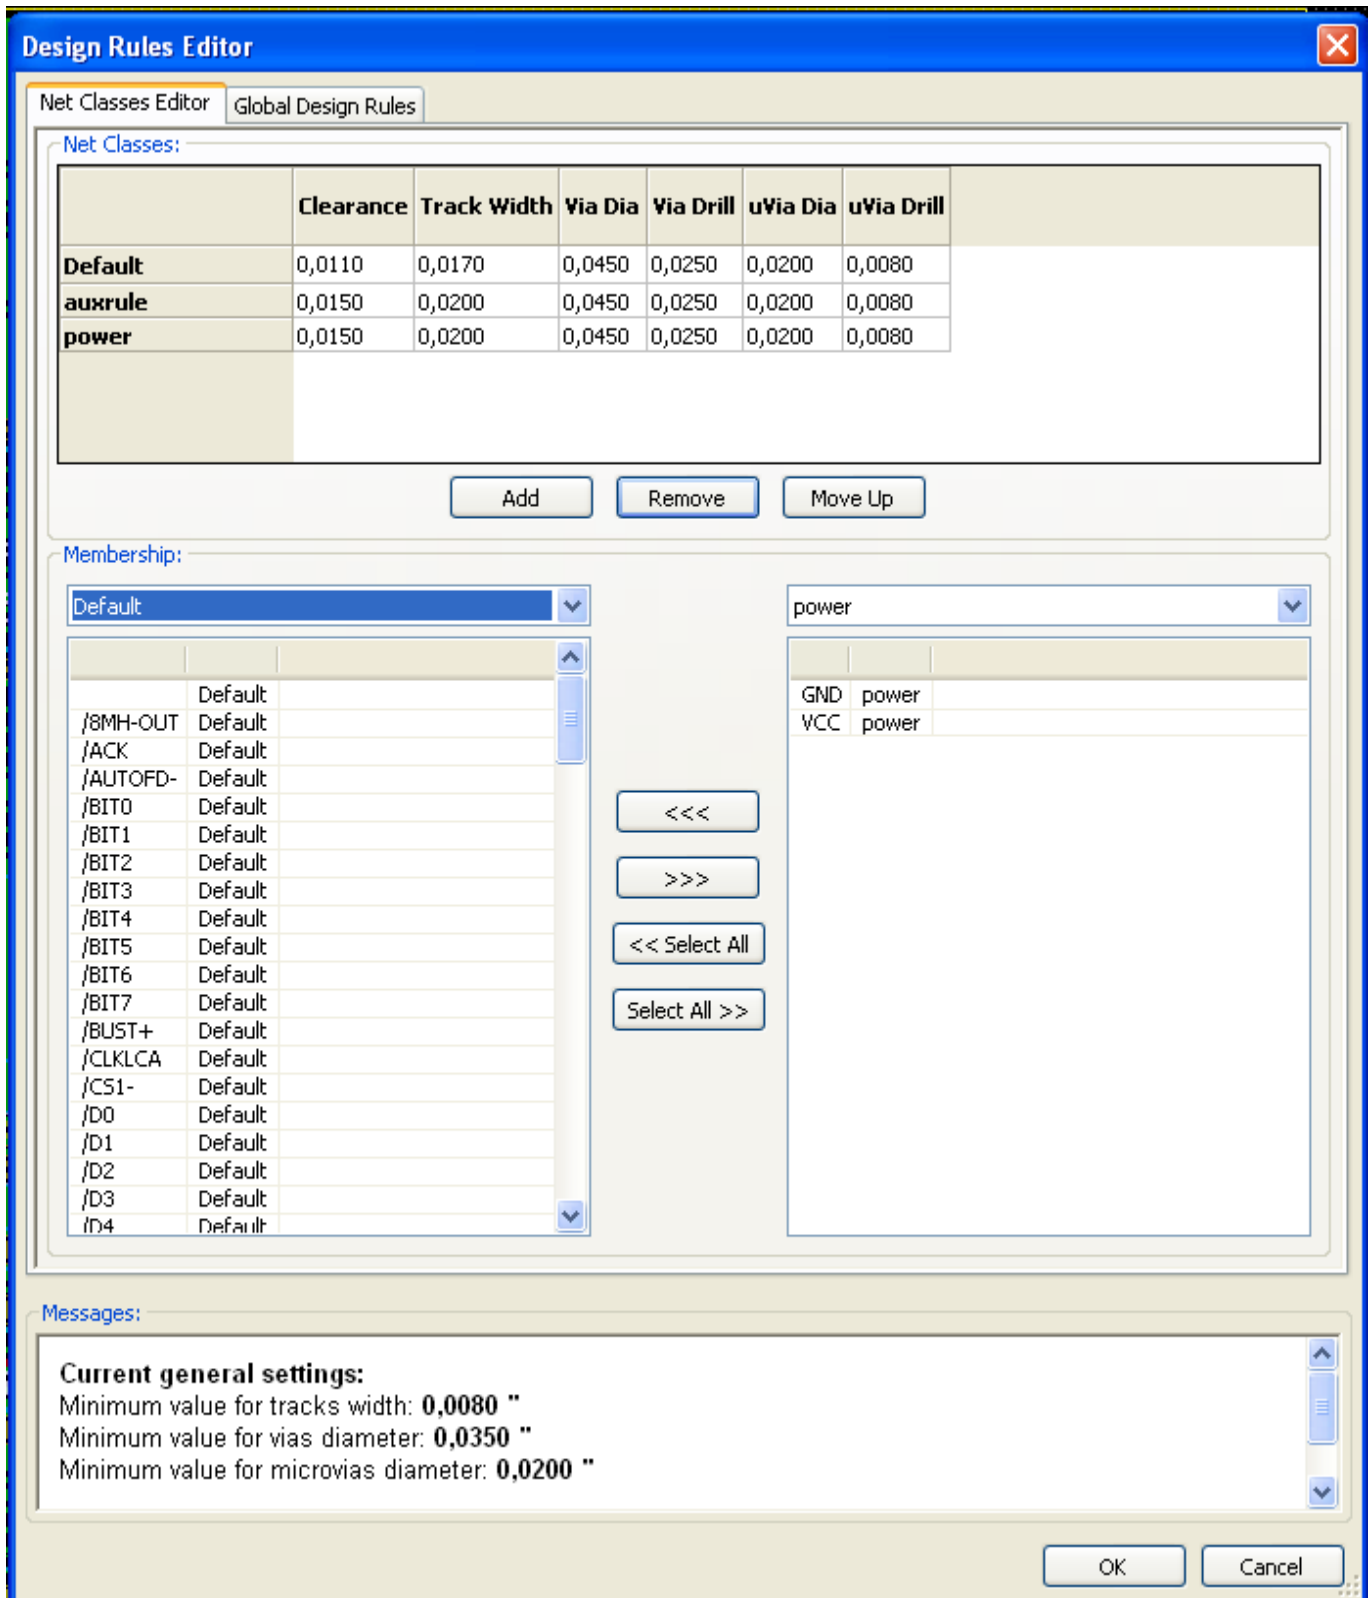 Design Rules Editor
Net Classes Editor Global Design Rules
Net Classes:
Clearance Track Width Via Dia Via Drill uVia Dia uVia Drill
Default 0,0110 0,0170 0,0450 0,0250 0,0200 0,0080
auxrule 0,0150 0,0200 0,0450 0,0250 0,0200 0,0080
power 0,0150 0,0200 0,0450 0,0250 0,0200 0,0080
Add Remove Move Up
Membership:
Default power
Default GND power
/8MH-OUT Default VCC power
/ACK Default
/AUTOFD- Default
/BIT0 Default <<<
/BIT1 Default
/BIT2 Default
/BIT3 Default >>>
/BIT4 Default
/BIT5 Default << Select All
/BIT6 Default
/BIT7 Default Select All >>
/BUST+ Default
/CLKLCA Default
/CS1- Default
/D0 Default
/D1 Default
/D2 Default
/D3 Default
/D4 Default
Messages:
Current general settings:
Minimum value for tracks width: 0,0080 "
Minimum value for vias diameter: 0,0350 "
Minimum value for microvias diameter: 0,0200 "
OK Cancel